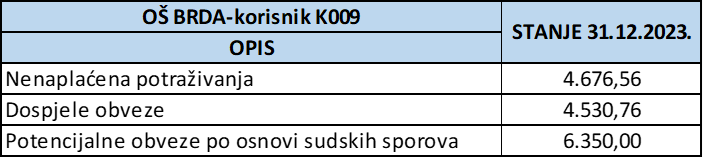 OŠ BRDA-korisnik K009
STANJE 31.12.2023.
OPIS
Nenaplaćena potraživanja 4.676,56
Dospjele obveze 4.530,76
Potencijalne obveze po osnovi sudskih sporova 6.350,00